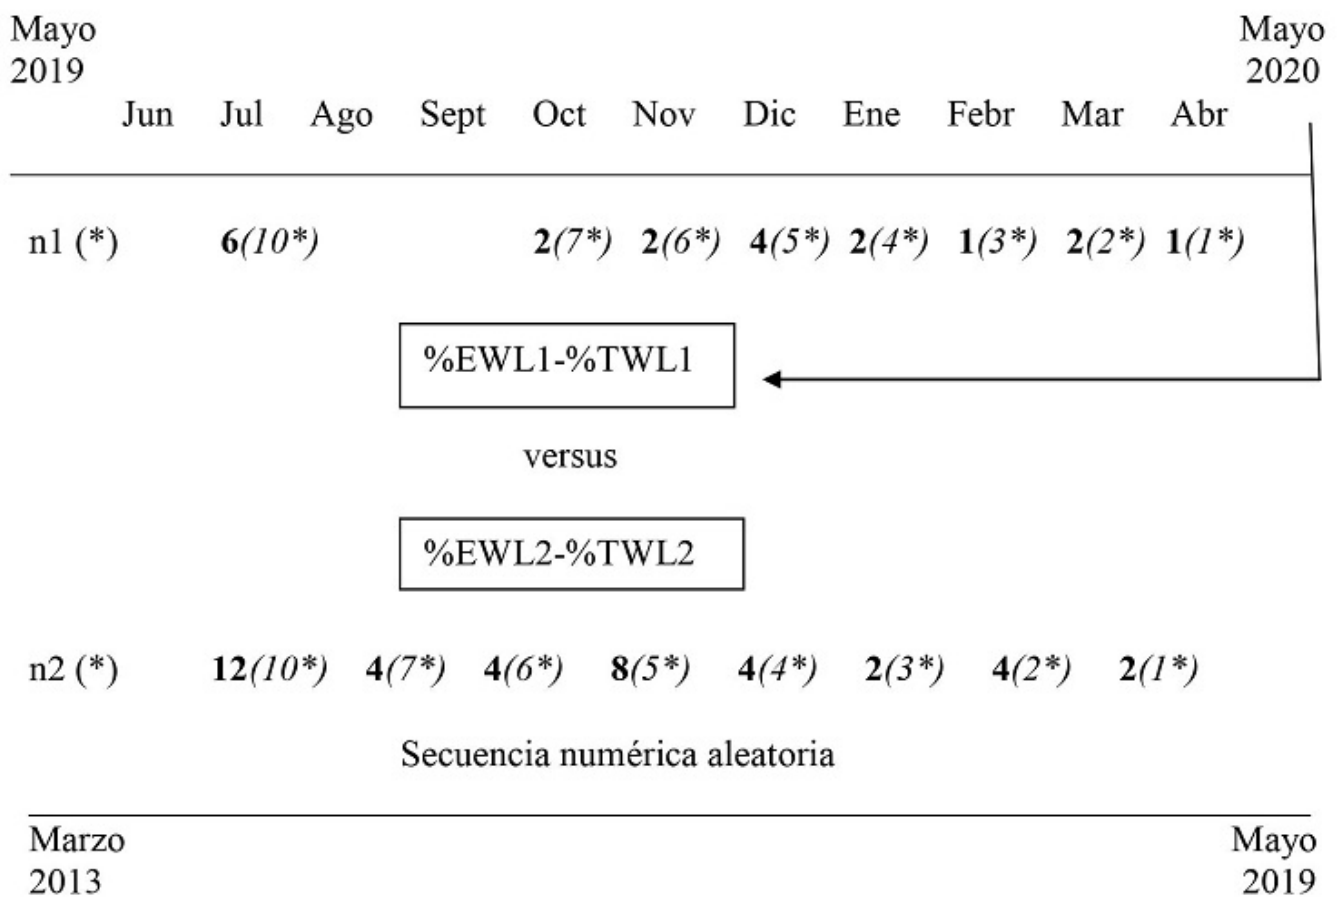 Mayo
2019
Mayo
2020
Jun Jul Ago Sept Oct Nov Dic Ene Febr Mar Abr
n1 (*) 6(10*) 2(7*) 2(6*) 4(5*) 2(4*) 1(3*) 2(2*) 1(1*)
%EWL1-%TWL1
versus
%EWL2-%TWL2
n2 (*) 12(10*) 4(7*) 4(6*) 8(5*) 4(4*) 2(3*) 4(2*) 2(1*)
Secuencia numérica aleatoria
Marzo
2013
Mayo
2019